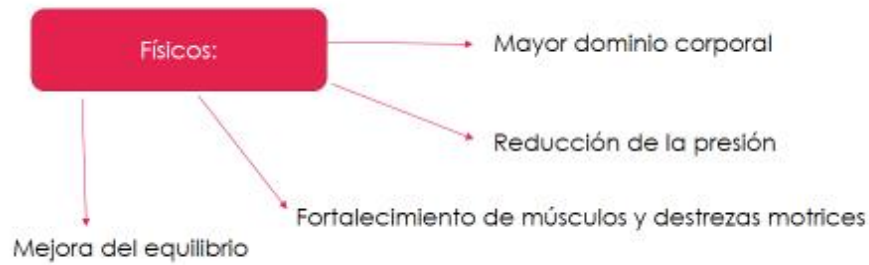 Físicos:
Mayor dominio corporal
Reducción de la presión
Fortalecimiento de músculos y destrezas motrices
Mejora del equilibrio